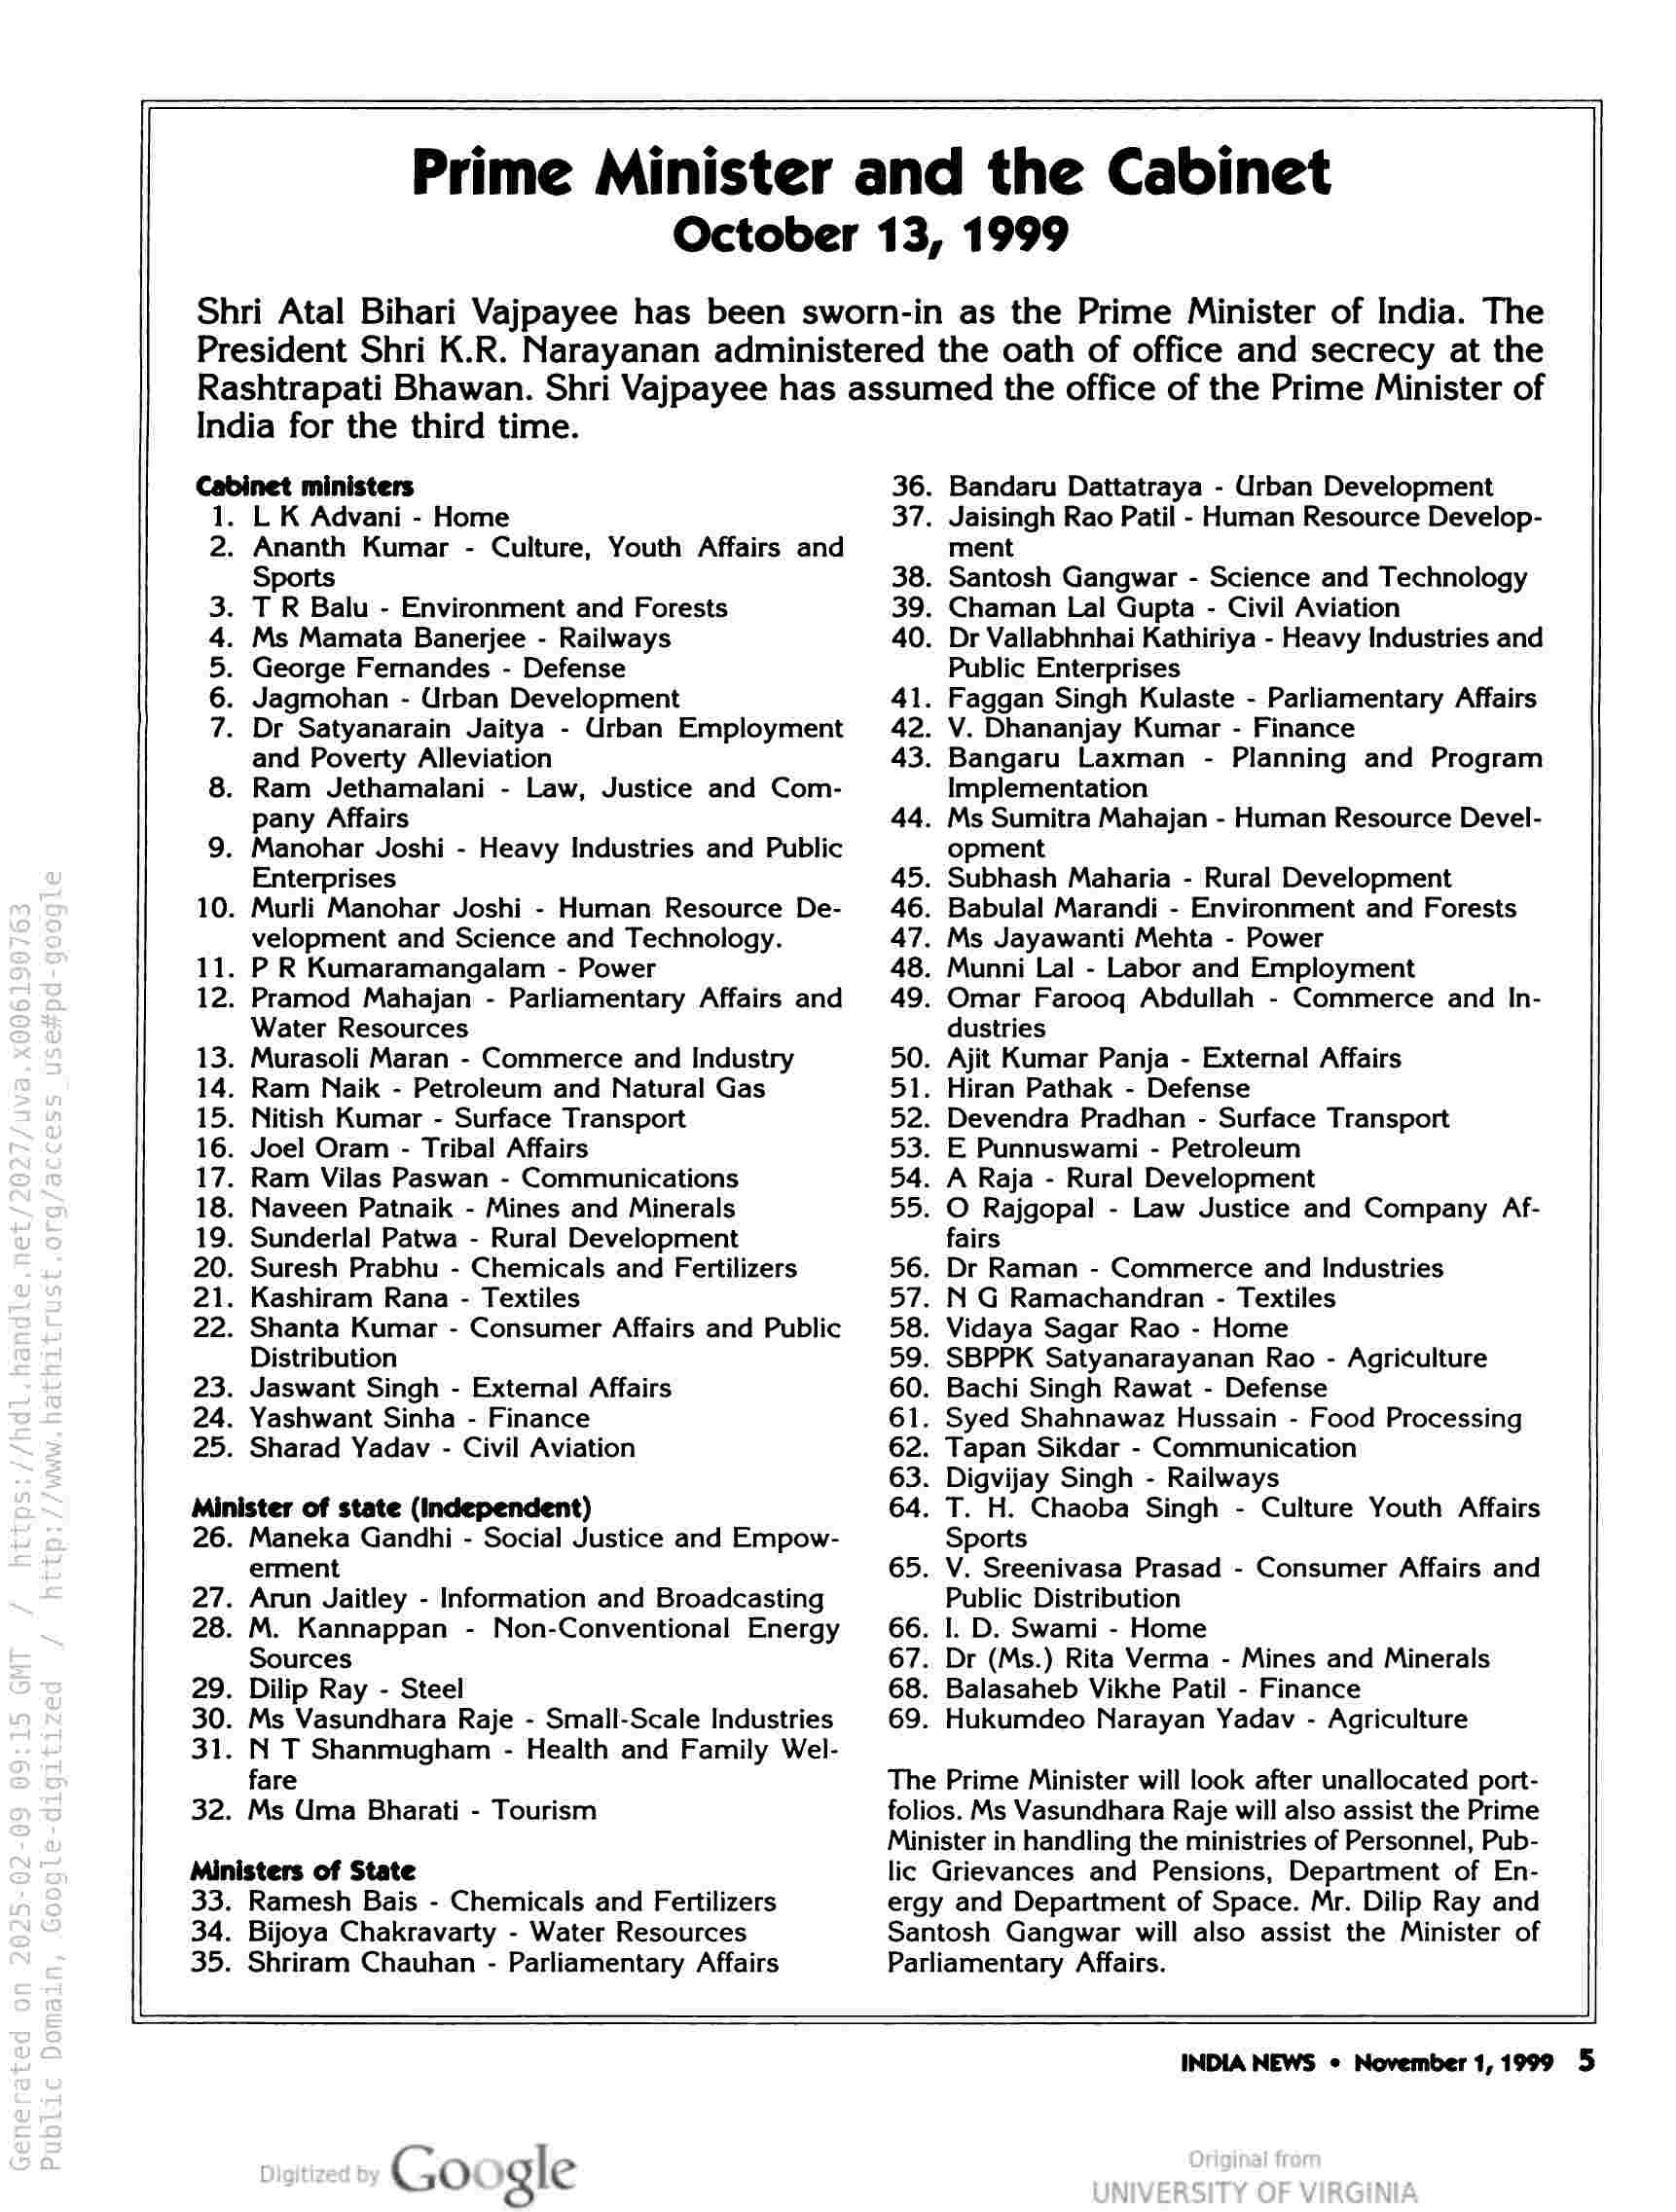 Prime Minister and the Cabinet
October 13, 1999
Shri Atal Bihari Vajpayee has been sworn-in as the Prime Minister of India. The
President Shri K.R. Narayanan administered the oath of office and secrecy at the
Rashtrapati Bhawan. Shri Vajpayee has assumed the office of the Prime Minister of
India for the third time.
Cabinet ministers
1. L K Advani - Home
2. Ananth Kumar - Culture, Youth Affairs and
Sports
3. T R Balu - Environment and Forests
4. Ms Mamata Banerjee - Railways
5. George Fernandes - Defense
6. Jagmohan - Urban Development
7. Dr Satyanarain Jaitya - Urban Employment
and Poverty Alleviation
8. Ram Jethamalani - Law, Justice and Com-
pany Affairs
9. Manohar Joshi - Heavy Industries and Public
Enterprises
10. Murli Manohar Joshi - Human Resource De-
velopment and Science and Technology.
11. P R Kumaramangalam - Power
12. Pramod Mahajan - Parliamentary Affairs and
Water Resources
13. Murasoli Maran - Commerce and Industry
14. Ram Naik - Petroleum and Natural Gas
15. Nitish Kumar - Surface Transport
16. Joel Oram - Tribal Affairs
17. Ram Vilas Paswan - Communications
18. Naveen Patnaik - Mines and Minerals
19. Sunderlal Patwa - Rural Development
20. Suresh Prabhu - Chemicals and Fertilizers
21. Kashiram Rana - Textiles
22. Shanta Kumar - Consumer Affairs and Public
Distribution
23. Jaswant Singh - External Affairs
24. Yashwant Sinha - Finance
25. Sharad Yadav - Civil Aviation
Minister of state (Independent)
26. Maneka Gandhi - Social Justice and Empow-
erment
27. Arun Jaitley - Information and Broadcasting
28. M. Kannappan - Non-Conventional Energy
Sources
29. Dilip Ray - Steel
30. Ms Vasundhara Raje - Small-Scale Industries
31. N T Shanmugham - Health and Family Wel-
fare
32. Ms Uma Bharati - Tourism
Ministers of State
33. Ramesh Bais - Chemicals and Fertilizers
34. Bijoya Chakravarty - Water Resources
35. Shriram Chauhan - Parliamentary Affairs
36. Bandaru Dattatraya - Urban Development
37. Jaisingh Rao Patil - Human Resource Develop-
ment
38. Santosh Gangwar - Science and Technology
39. Chaman Lal Gupta - Civil Aviation
40. Dr Vallabhnhai Kathiriya - Heavy Industries and
Public Enterprises
41. Faggan Singh Kulaste - Parliamentary Affairs
42. V. Dhananjay Kumar - Finance
43. Bangaru Laxman - Planning and Program
Implementation
44. Ms Sumitra Mahajan - Human Resource Devel-
opment
45. Subhash Maharia - Rural Development
46. Babulal Marandi - Environment and Forests
47. Ms Jayawanti Mehta - Power
48. Munni Lal - Labor and Employment
49. Omar Farooq Abdullah - Commerce and In-
dustries
50. Ajit Kumar Panja - External Affairs
51. Hiran Pathak - Defense
52. Devendra Pradhan - Surface Transport
53. E Punnuswami - Petroleum
54. A Raja - Rural Development
55. O Rajgopal - Law Justice and Company Af-
fairs
56. Dr Raman - Commerce and Industries
57. N G Ramachandran - Textiles
58. Vidaya Sagar Rao - Home
59. SBPPK Satyanarayanan Rao - Agriculture
60. Bachi Singh Rawat - Defense
61. Syed Shahnawaz Hussain - Food Processing
62. Tapan Sikdar - Communication
63. Digvijay Singh - Railways
64. T. H. Chaoba Singh - Culture Youth Affairs
Sports
65. V. Sreenivasa Prasad - Consumer Affairs and
Public Distribution
66. I. D. Swami - Home
67. Dr (Ms.) Rita Verma - Mines and Minerals
68. Balasaheb Vikhe Patil - Finance
69. Hukumdeo Narayan Yadav - Agriculture
The Prime Minister will look after unallocated port-
folios. Ms Vasundhara Raje will also assist the Prime
Minister in handling the ministries of Personnel, Pub-
lic Grievances and Pensions, Department of En-
ergy and Department of Space. Mr. Dilip Ray and
Santosh Gangwar will also assist the Minister of
Parliamentary Affairs.
INDIA NEWS • November 1, 1999 5
Generated on 2025-02-09 09:15 GMT / https://hdl.handle.net/2027/uva.x006190763
Public Domain, Google-digitized / http://www.hathitrust.org/access_use#pd-google
Digitized by Google
Original from
UNIVERSITY OF VIRGINIA